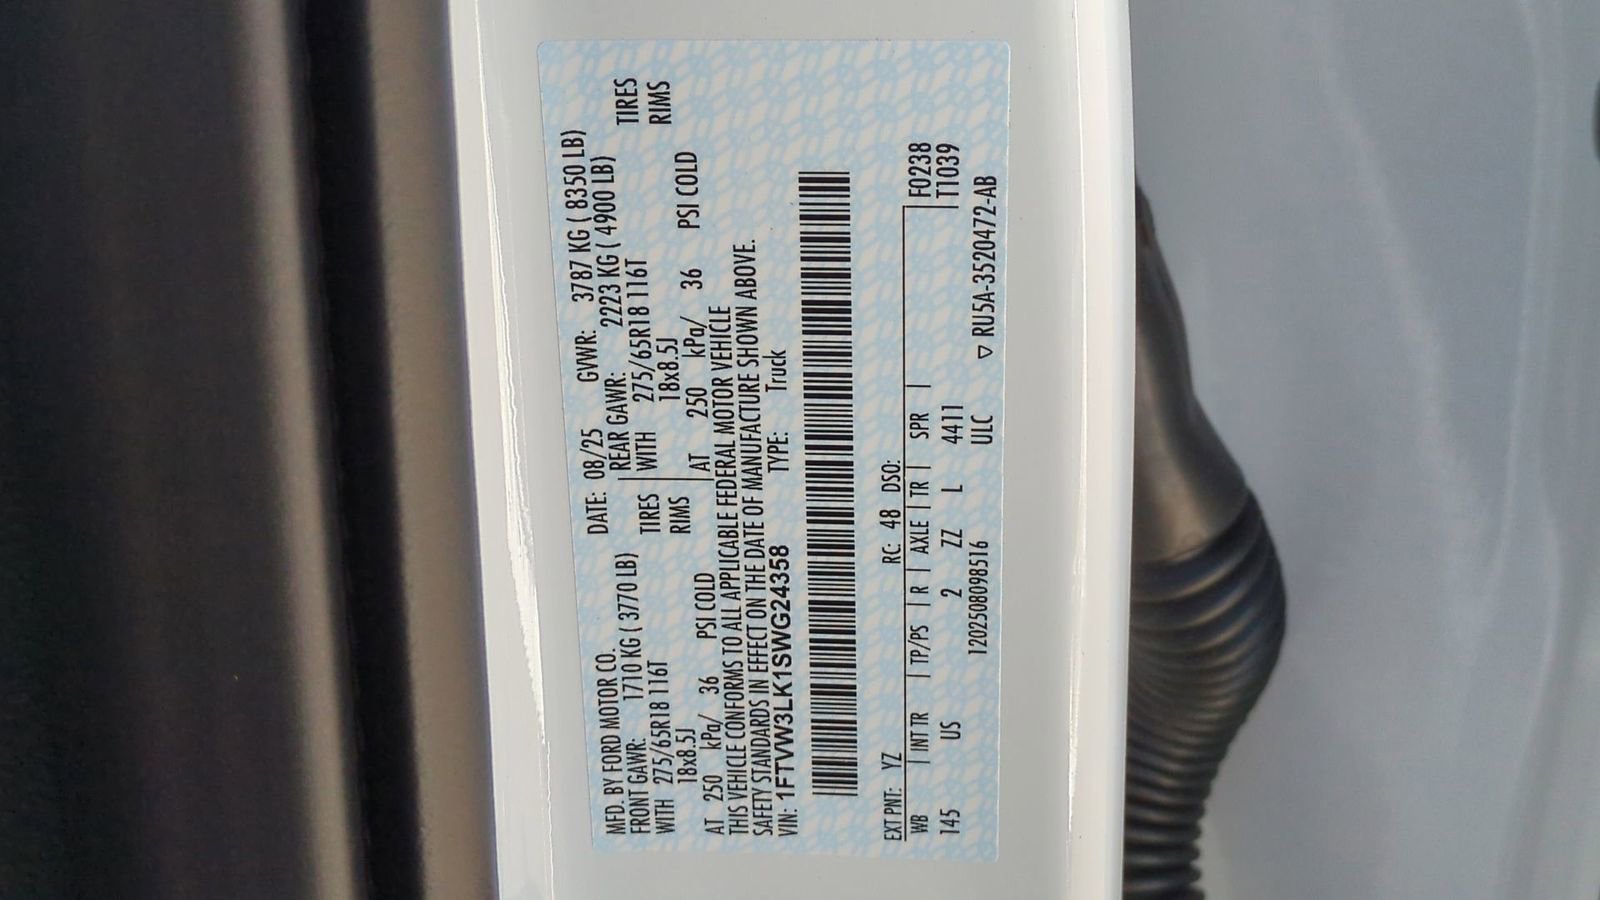 MFD. BY FORD MOTOR CO.
DATE: 08/25 GVWR: 3787 KG ( 8350 LB)
FRONT GAWR: 1710 KG ( 3770 LB) REAR GAWR: 2223 KG ( 4900 LB)
WITH 275/65R18 116T TIRES WITH 275/65R18 116T TIRES
18x8.5J RIMS 18x8.5J RIMS
AT 250 kPa/ 36 PSI COLD AT 250 kPa/ 36 PSI COLD
THIS VEHICLE CONFORMS TO ALL APPLICABLE FEDERAL MOTOR VEHICLE
SAFETY STANDARDS IN EFFECT ON THE DATE OF MANUFACTURE SHOWN ABOVE.
VIN: 1FTVW3LK1SWG24358 TYPE: Truck
EXT PNT: YZ RC: 48 DSO:
WB | INT TR | TP/PS | R | AXLE | TR | SPR | F0238
145 US 2 ZZ L 4411 T1039
1202508098516 ULC ▽ RU5A-3520472-AB